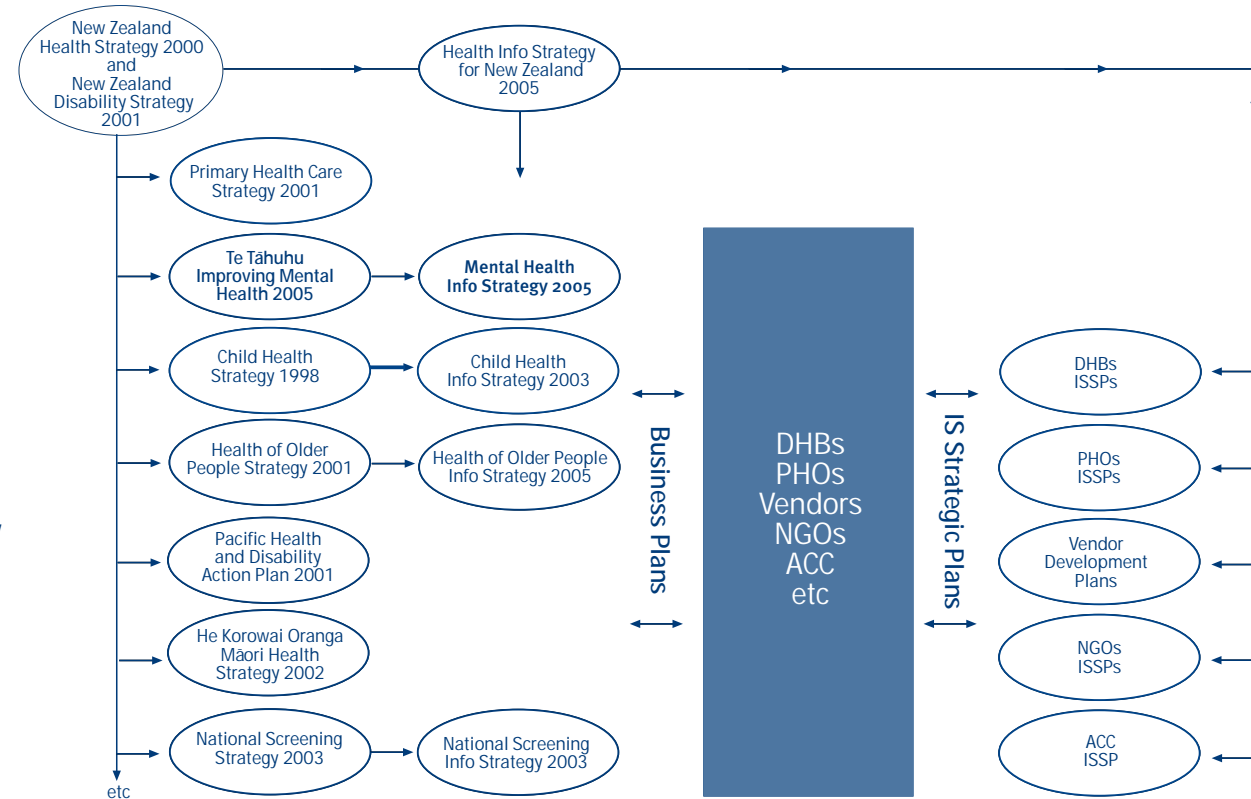 New Zealand
Health Strategy 2000
and
New Zealand
Disability Strategy
2001
Health Info Strategy
for New Zealand
2005
Primary Health Care
Strategy 2001
Te Tāhuhu
Improving Mental
Health 2005
Mental Health
Info Strategy 2005
Child Health
Strategy 1998
Child Health
Info Strategy 2003
Health of Older
People Strategy 2001
Health of Older People
Info Strategy 2005
Pacific Health
and Disability
Action Plan 2001
He Korowai Oranga
Māori Health
Strategy 2002
National Screening
Strategy 2003
National Screening
Info Strategy 2003
etc
Business Plans
DHBs
PHOs
Vendors
NGOs
ACC
etc
IS Strategic Plans
DHBs
ISSPs
PHOs
ISSPs
Vendor
Development
Plans
NGOs
ISSPs
ACC
ISSP